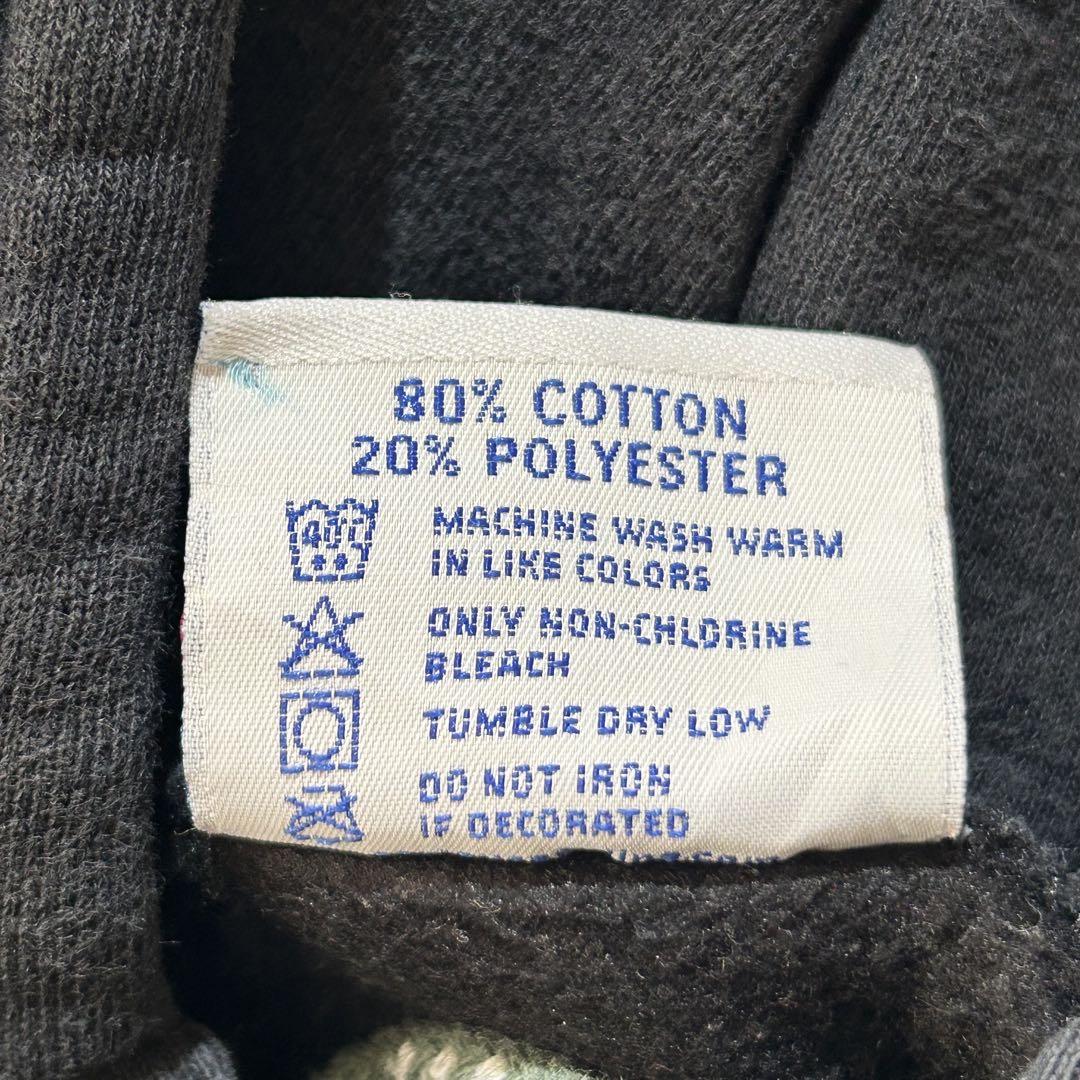 80% COTTON
20% POLYESTER
MACHINE WASH WARM
IN LIKE COLORS
ONLY NON-CHLORINE
BLEACH
TUMBLE DRY LOW
DO NOT IRON
IF DECORATED